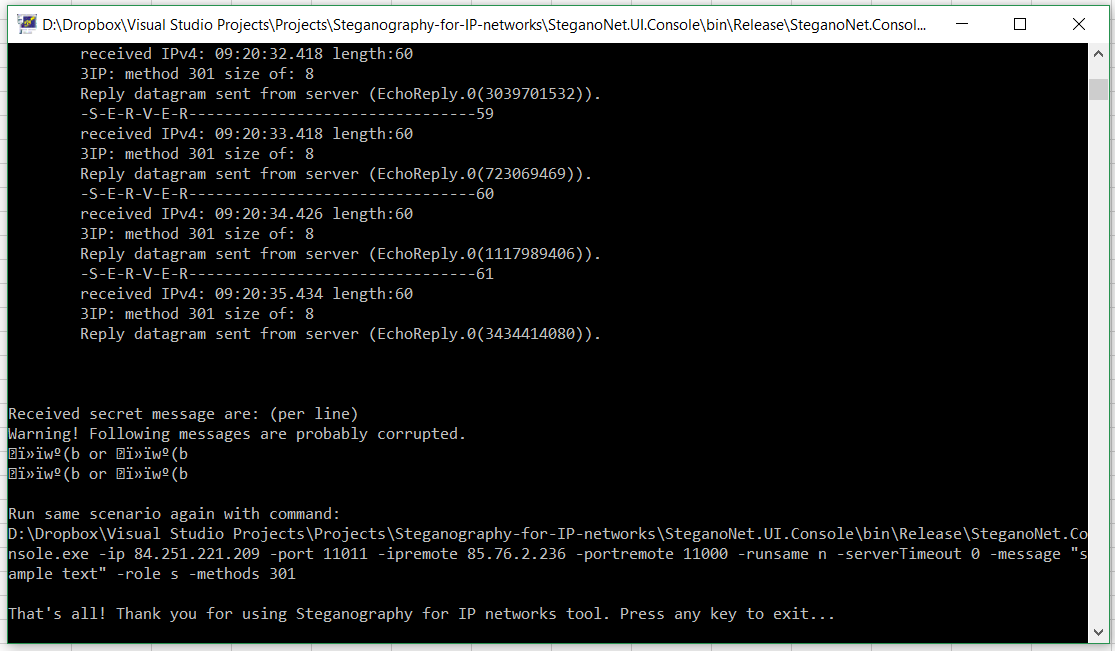 D:\Dropbox\Visual Studio Projects\Projects\Steganography-for-IP-networks\SteganoNet.UI.Console\bin\Release\SteganoNet.Consol...
received IPv4: 09:20:32.418 length:60
3IP: method 301 size of: 8
Reply datagram sent from server (EchoReply.0(3039701532)).
-S-E-R-V-E-R--------------------------------59
received IPv4: 09:20:33.418 length:60
3IP: method 301 size of: 8
Reply datagram sent from server (EchoReply.0(723069469)).
-S-E-R-V-E-R--------------------------------60
received IPv4: 09:20:34.426 length:60
3IP: method 301 size of: 8
Reply datagram sent from server (EchoReply.0(1117989406)).
-S-E-R-V-E-R--------------------------------61
received IPv4: 09:20:35.434 length:60
3IP: method 301 size of: 8
Reply datagram sent from server (EchoReply.0(3434414080)).
Received secret message are: (per line)
Warning! Following messages are probably corrupted.
ï»ïwº(b or ï»ïwº(b
ï»ïwº(b or ï»ïwº(b
Run same scenario again with command:
D:\Dropbox\Visual Studio Projects\Projects\Steganography-for-IP-networks\SteganoNet.UI.Console\bin\Release\SteganoNet.Co
nsole.exe -ip 84.251.221.209 -port 11011 -ipremote 85.76.2.236 -portremote 11000 -runsame n -serverTimeout 0 -message "s
ample text" -role s -methods 301
That's all! Thank you for using Steganography for IP networks tool. Press any key to exit...